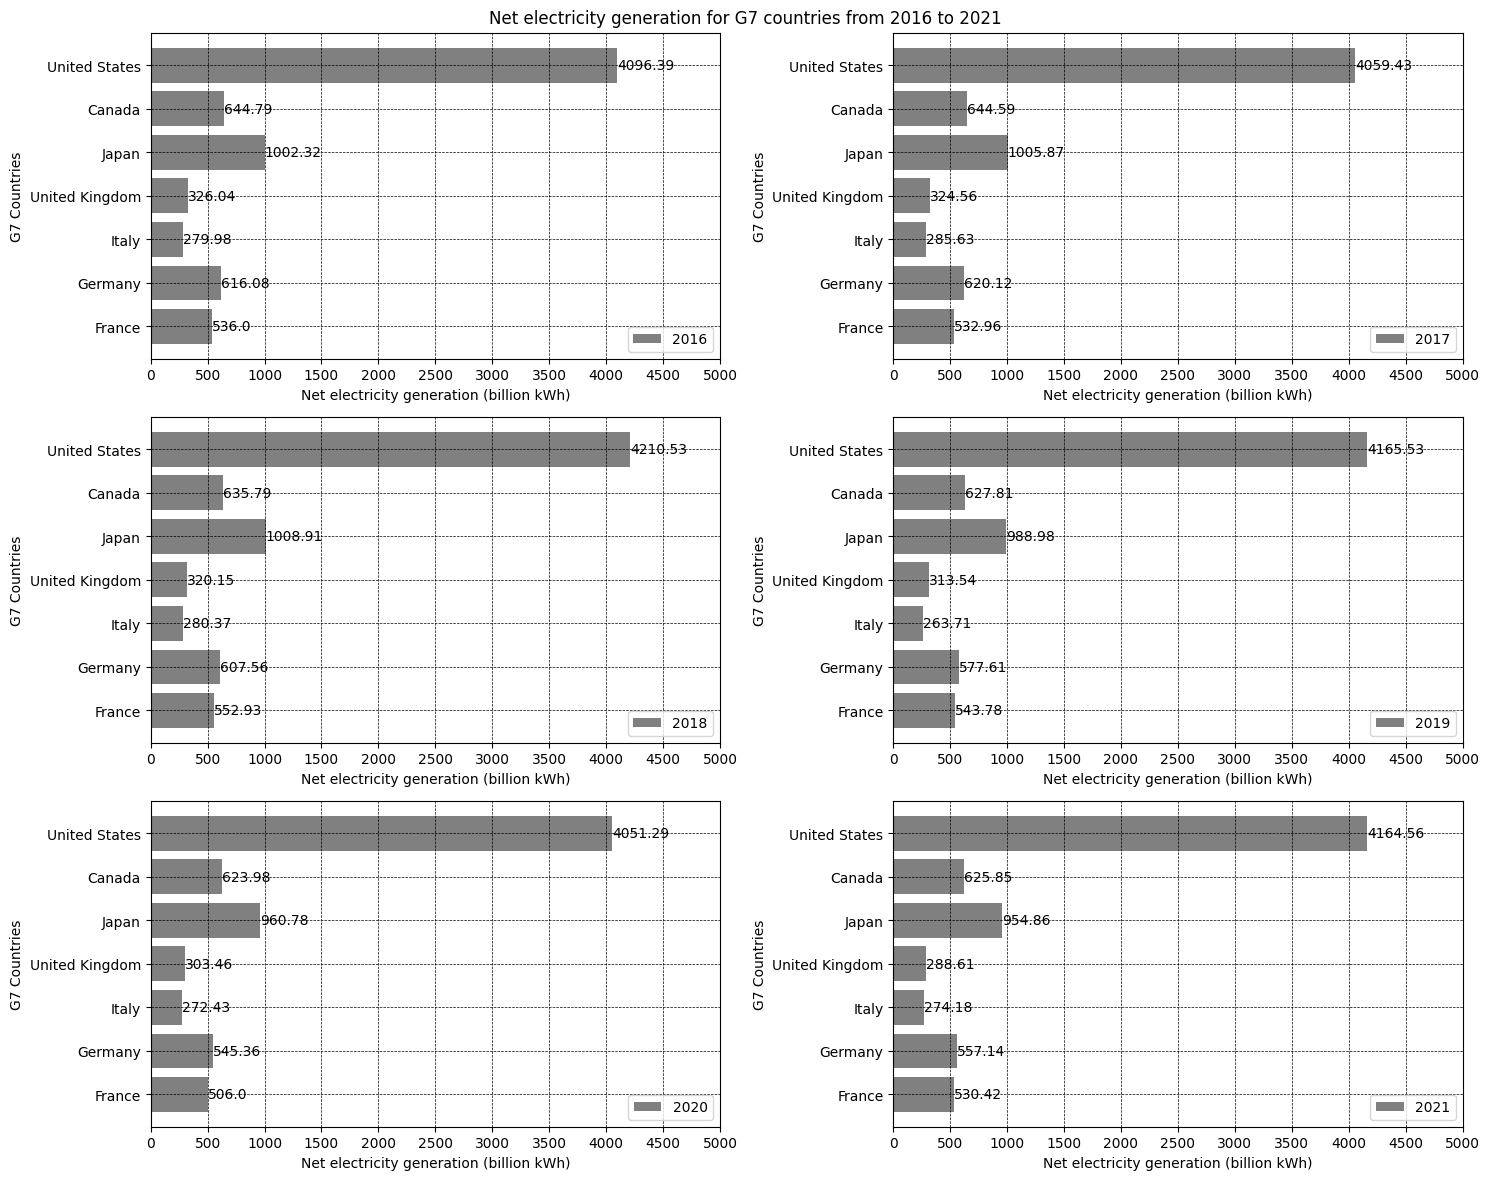 Net electricity generation for G7 countries from 2016 to 2021
G7 Countries
United States 4096.39
Canada 644.79
Japan 1002.32
United Kingdom 326.04
Italy 279.98
Germany 616.08
France 536.0
2016
0 500 1000 1500 2000 2500 3000 3500 4000 4500 5000
Net electricity generation (billion kWh)
G7 Countries
United States 4059.43
Canada 644.59
Japan 1005.87
United Kingdom 324.56
Italy 285.63
Germany 620.12
France 532.96
2017
0 500 1000 1500 2000 2500 3000 3500 4000 4500 5000
Net electricity generation (billion kWh)
G7 Countries
United States 4210.53
Canada 635.79
Japan 1008.91
United Kingdom 320.15
Italy 280.37
Germany 607.56
France 552.93
2018
0 500 1000 1500 2000 2500 3000 3500 4000 4500 5000
Net electricity generation (billion kWh)
G7 Countries
United States 4165.53
Canada 627.81
Japan 988.98
United Kingdom 313.54
Italy 263.71
Germany 577.61
France 543.78
2019
0 500 1000 1500 2000 2500 3000 3500 4000 4500 5000
Net electricity generation (billion kWh)
G7 Countries
United States 4051.29
Canada 623.98
Japan 960.78
United Kingdom 303.46
Italy 272.43
Germany 545.36
France 506.0
2020
0 500 1000 1500 2000 2500 3000 3500 4000 4500 5000
Net electricity generation (billion kWh)
G7 Countries
United States 4164.56
Canada 625.85
Japan 954.86
United Kingdom 288.61
Italy 274.18
Germany 557.14
France 530.42
2021
0 500 1000 1500 2000 2500 3000 3500 4000 4500 5000
Net electricity generation (billion kWh)